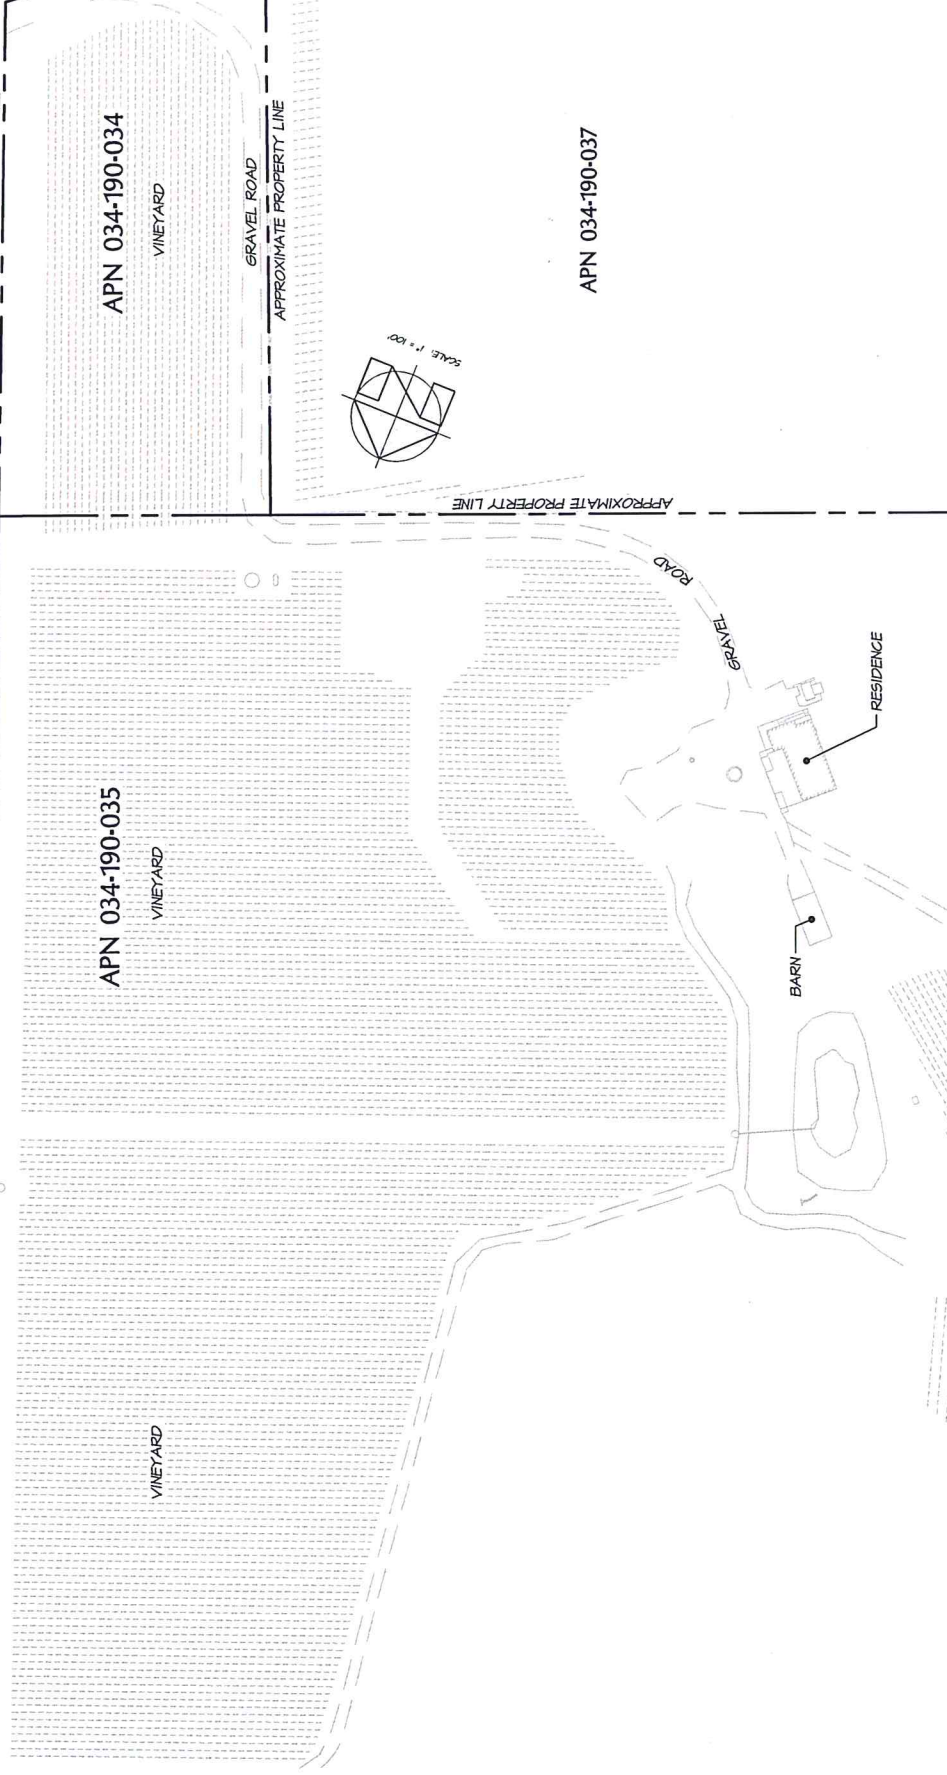 APN 034-190-034
VINEYARD
GRAVEL ROAD
APPROXIMATE PROPERTY LINE
APN 034-190-037
N
SCALE: 1" = 100'
APPROXIMATE PROPERTY LINE
GRAVEL ROAD
RESIDENCE
APN 034-190-035
VINEYARD
BARN
VINEYARD